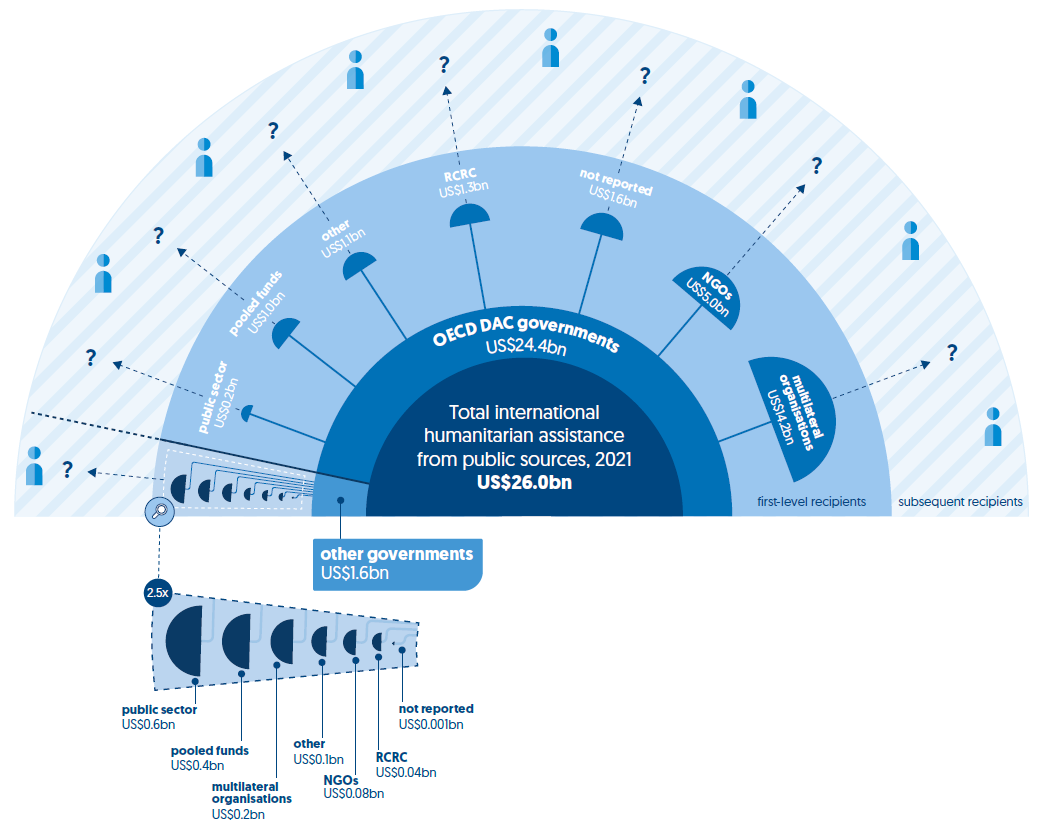 ?
?
?
?
?
?
?
?
RCRC
US$1.3bn
not reported
US$1.6bn
other
US$1.1bn
pooled funds
US$1.0bn
public sector
US$0.2bn
NGOs
US$5.0bn
multilateral
organisations
US$14.2bn
OECD DAC governments
US$24.4bn
Total international
humanitarian assistance
from public sources, 2021
US$26.0bn
first-level recipients
subsequent recipients
other governments
US$1.6bn
2.5x
public sector
US$0.6bn
pooled funds
US$0.4bn
multilateral
organisations
US$0.2bn
other
US$0.1bn
NGOs
US$0.08bn
RCRC
US$0.04bn
not reported
US$0.001bn